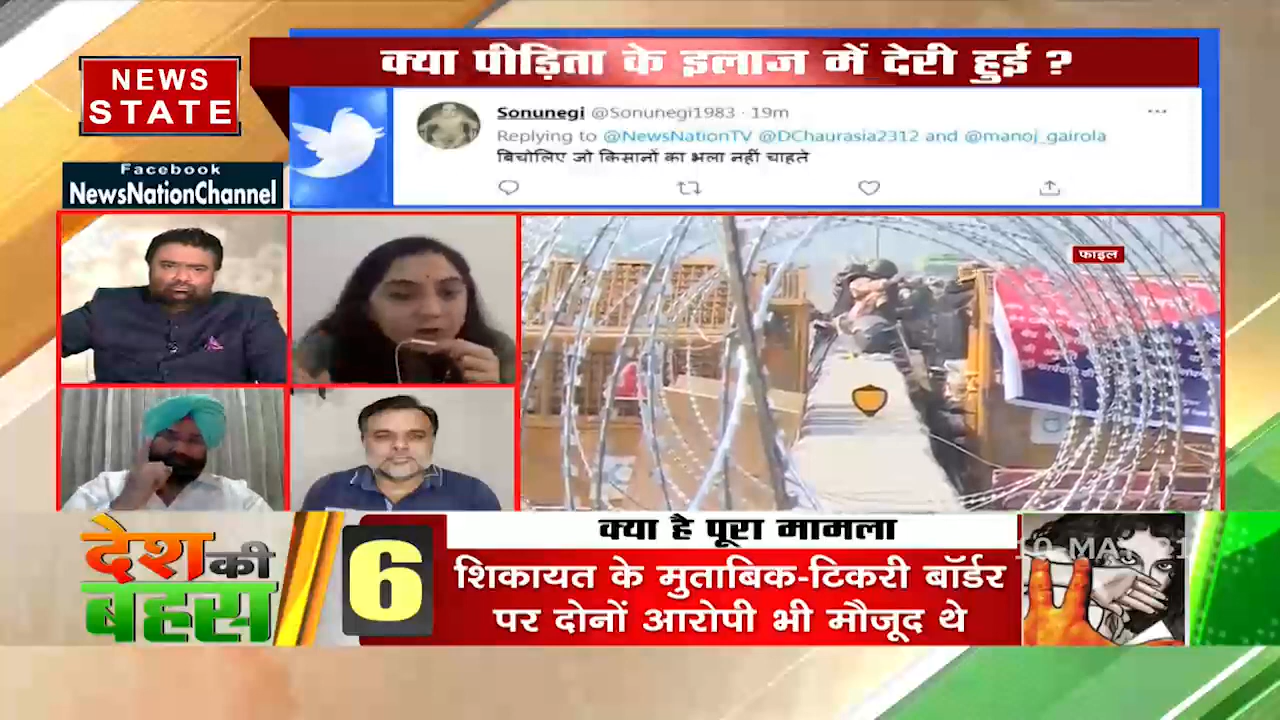 NEWS
STATE
क्या पीड़िता के इलाज में देरी हुई ?
Sonunegi @Sonunegi1983 · 19m
Replying to @NewsNationTV @DChaurasia2312 and @manoj_gairola
बिचोलिए जो किसानों का भला नहीं चाहते
Facebook
NewsNationChannel
फाइल
देश की
बहस
6
क्या है पूरा मामला
शिकायत के मुताबिक-टिकरी बॉर्डर
पर दोनों आरोपी भी मौजूद थे